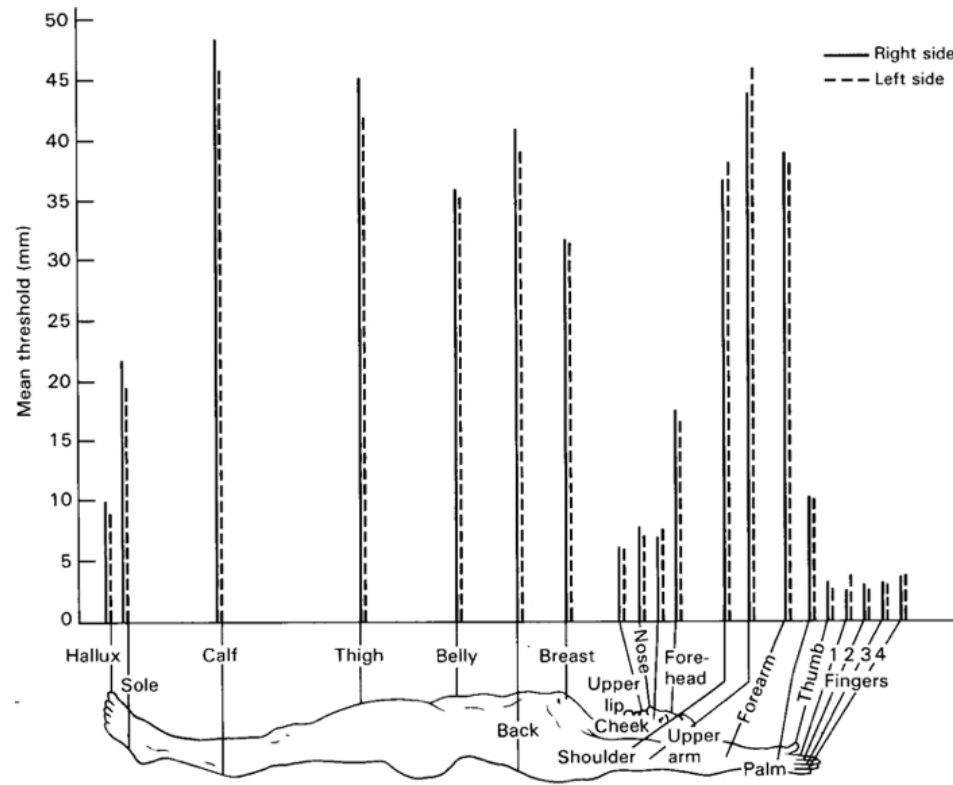 50
45
40
35
30
25
20
15
10
5
0
Mean threshold (mm)
Right side
Left side
Hallux
Sole
Calf
Thigh
Belly
Back
Breast
Upper
lip
Nose
Cheek
Fore-
head
Shoulder
Upper
arm
Forearm
Palm
Thumb
1 2 3 4
Fingers